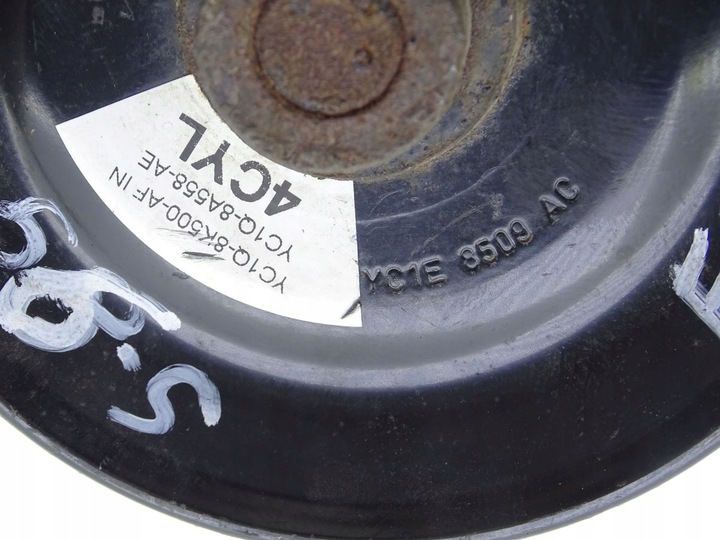 4CYL
YC1Q-8A558-AE
YC1Q-8K500-AF IN
YC1E 8509 AC